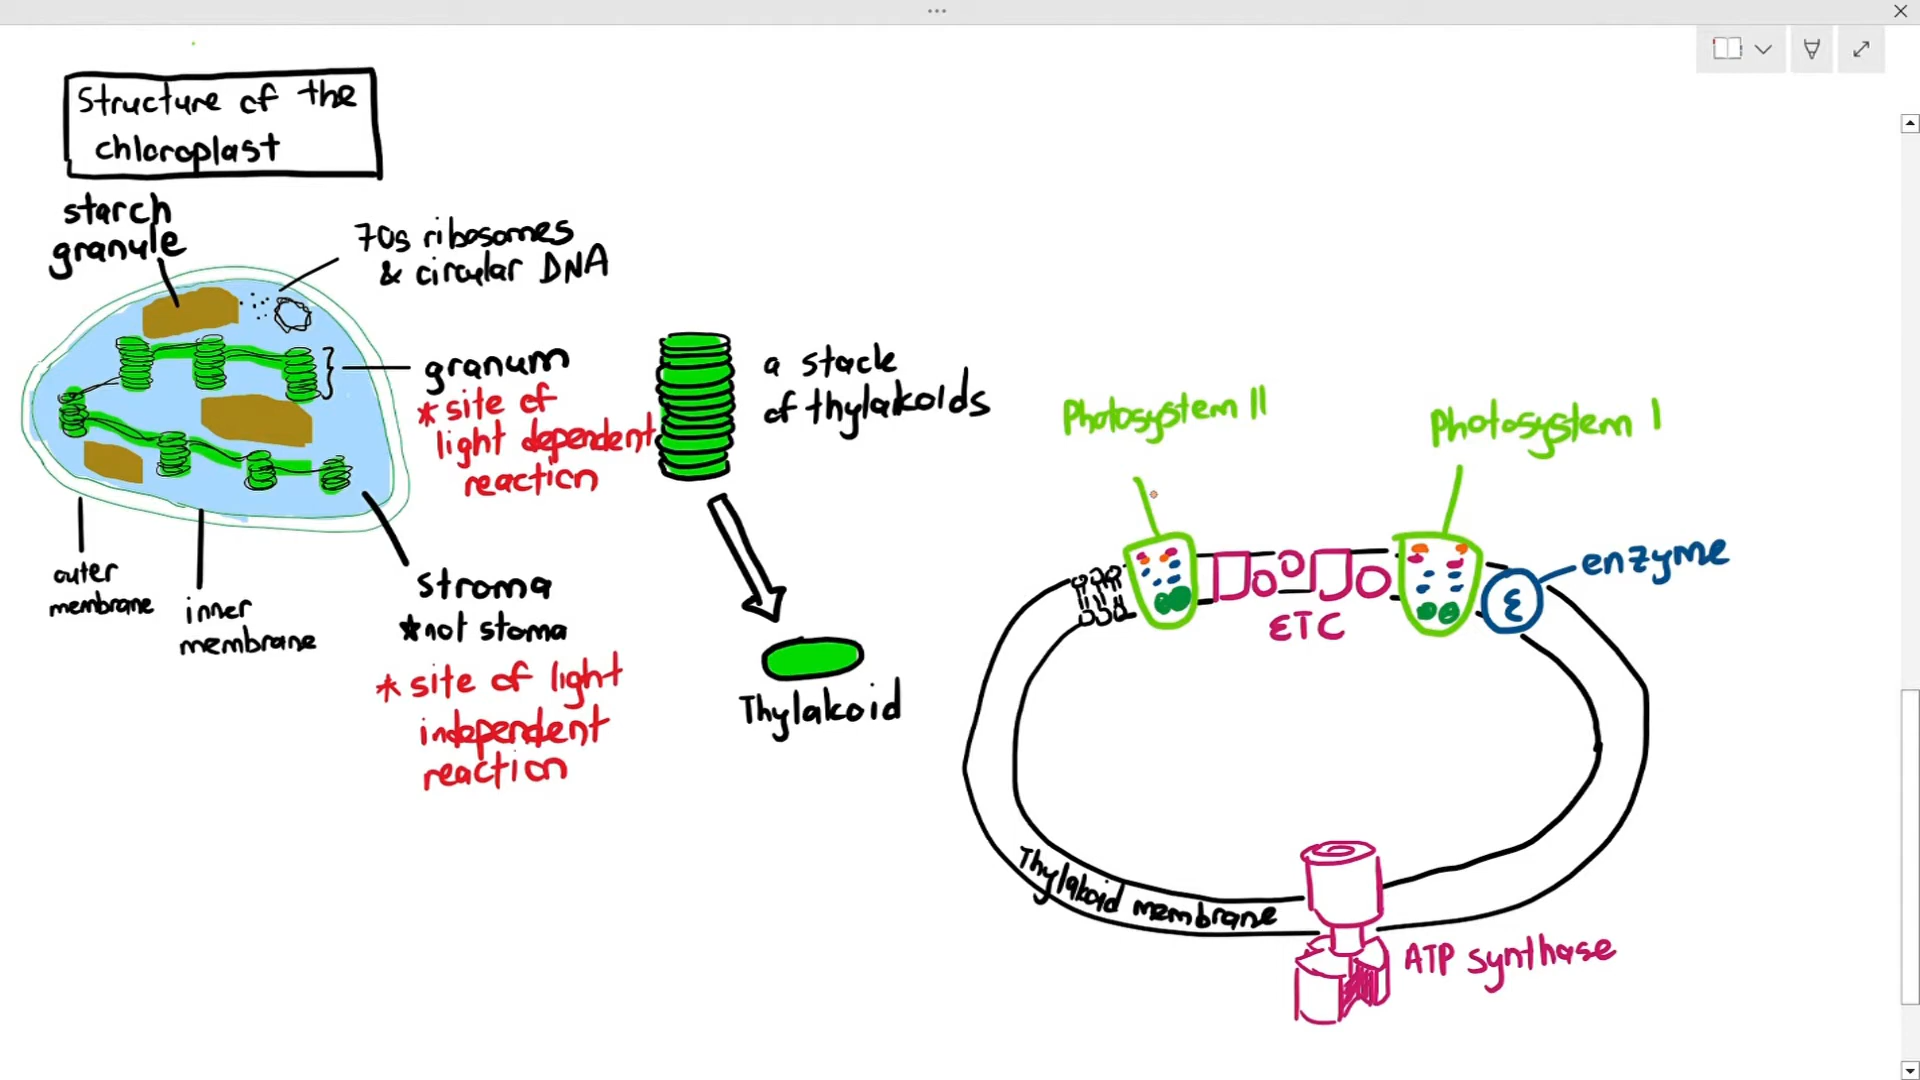 Structure of the
chloroplast
starch
granule
70s ribosomes
& circular DNA
granum
* site of
light dependent
reaction
a stack
of thylakoids
Thylakoid
outer
membrane
inner
membrane
stroma
* not stoma
* site of light
independent
reaction
Photosystem II
Photosystem I
enzyme
E
ETC
Thylakoid membrane
ATP synthase